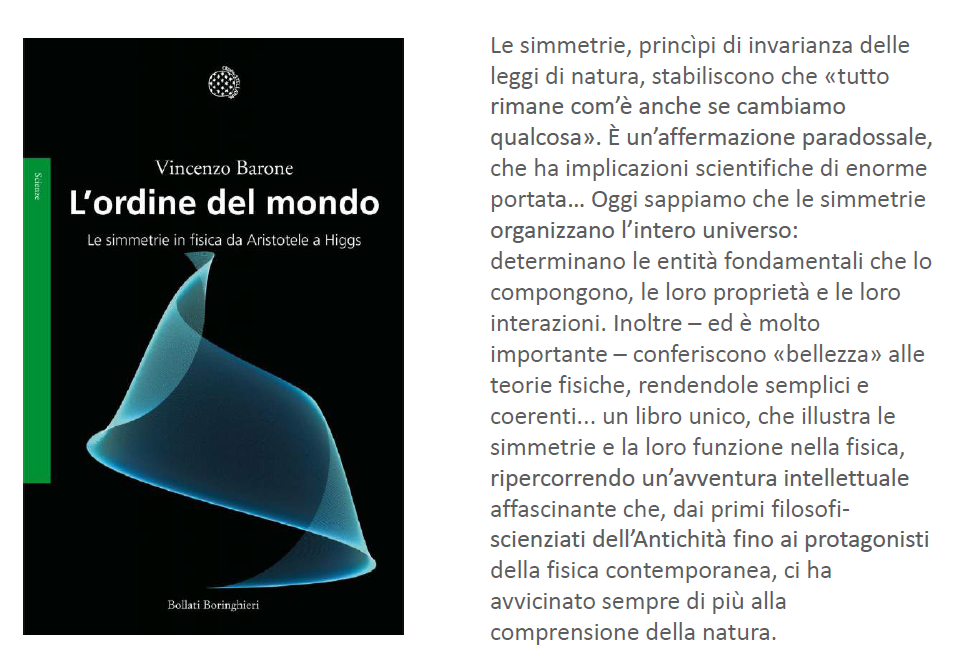 Scienze
Vincenzo Barone
L'ordine del mondo
Le simmetrie in fisica da Aristotele a Higgs
Bollati Boringhieri
Le simmetrie, princìpi di invarianza delle
leggi di natura, stabiliscono che «tutto
rimane com'è anche se cambiamo
qualcosa». È un'affermazione paradossale,
che ha implicazioni scientifiche di enorme
portata… Oggi sappiamo che le simmetrie
organizzano l'intero universo:
determinano le entità fondamentali che lo
compongono, le loro proprietà e le loro
interazioni. Inoltre – ed è molto
importante – conferiscono «bellezza» alle
teorie fisiche, rendendole semplici e
coerenti... un libro unico, che illustra le
simmetrie e la loro funzione nella fisica,
ripercorrendo un'avventura intellettuale
affascinante che, dai primi filosofi-
scienziati dell'Antichità fino ai protagonisti
della fisica contemporanea, ci ha
avvicinato sempre di più alla
comprensione della natura.